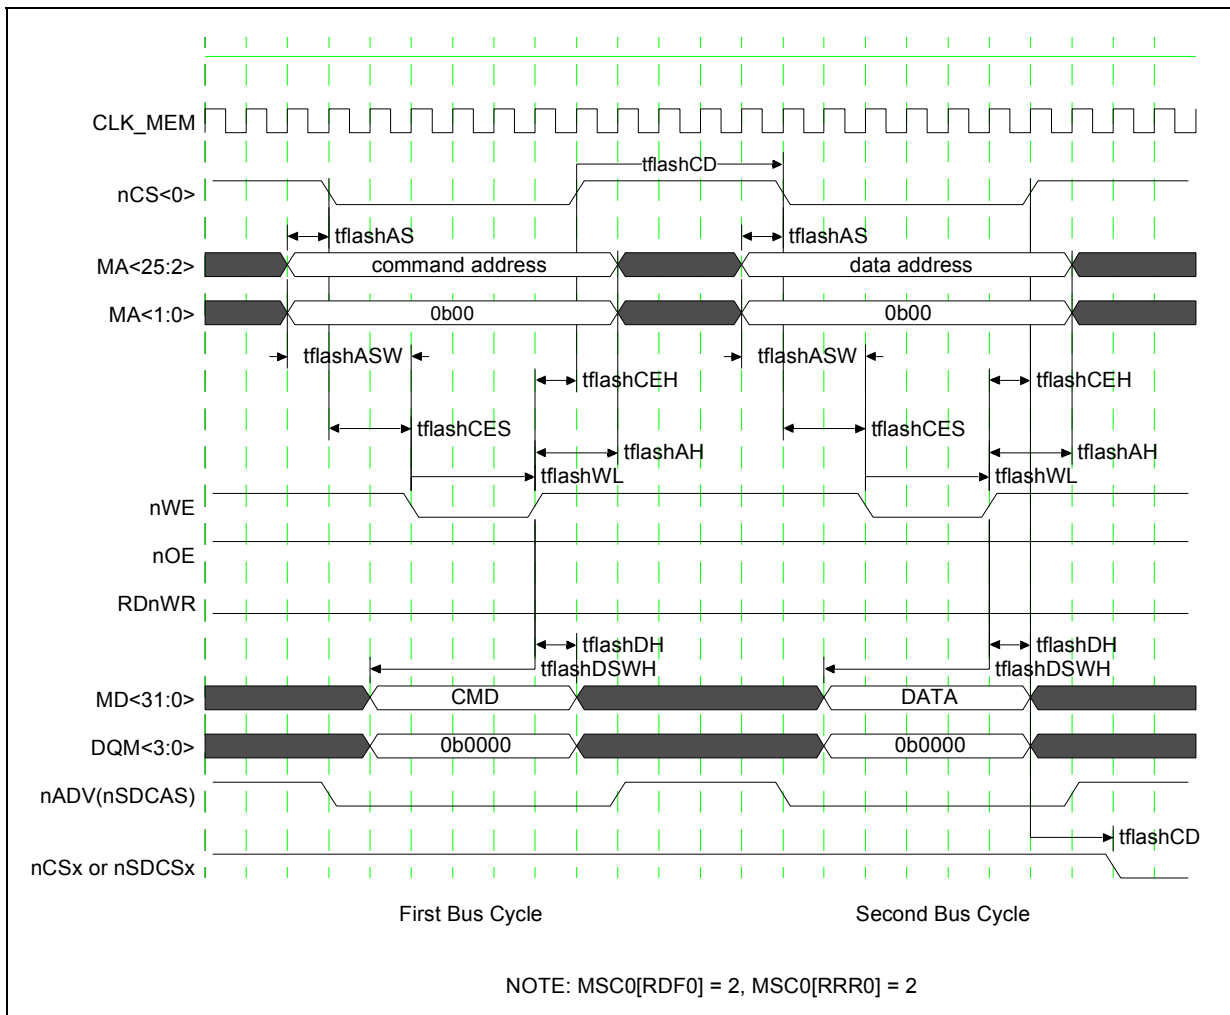 CLK_MEM
tflashCD
nCS<0>
tflashAS tflashAS
MA<25:2> command address data address
MA<1:0> 0b00 0b00
tflashASW tflashASW
tflashCEH tflashCEH
tflashCES tflashCES
tflashAH tflashAH
tflashWL tflashWL
nWE
nOE
RDnWR
tflashDH tflashDH
tflashDSWH tflashDSWH
MD<31:0> CMD DATA
DQM<3:0> 0b0000 0b0000
nADV(nSDCAS)
tflashCD
nCSx or nSDCSx
First Bus Cycle Second Bus Cycle
NOTE: MSC0[RDF0] = 2, MSC0[RRR0] = 2